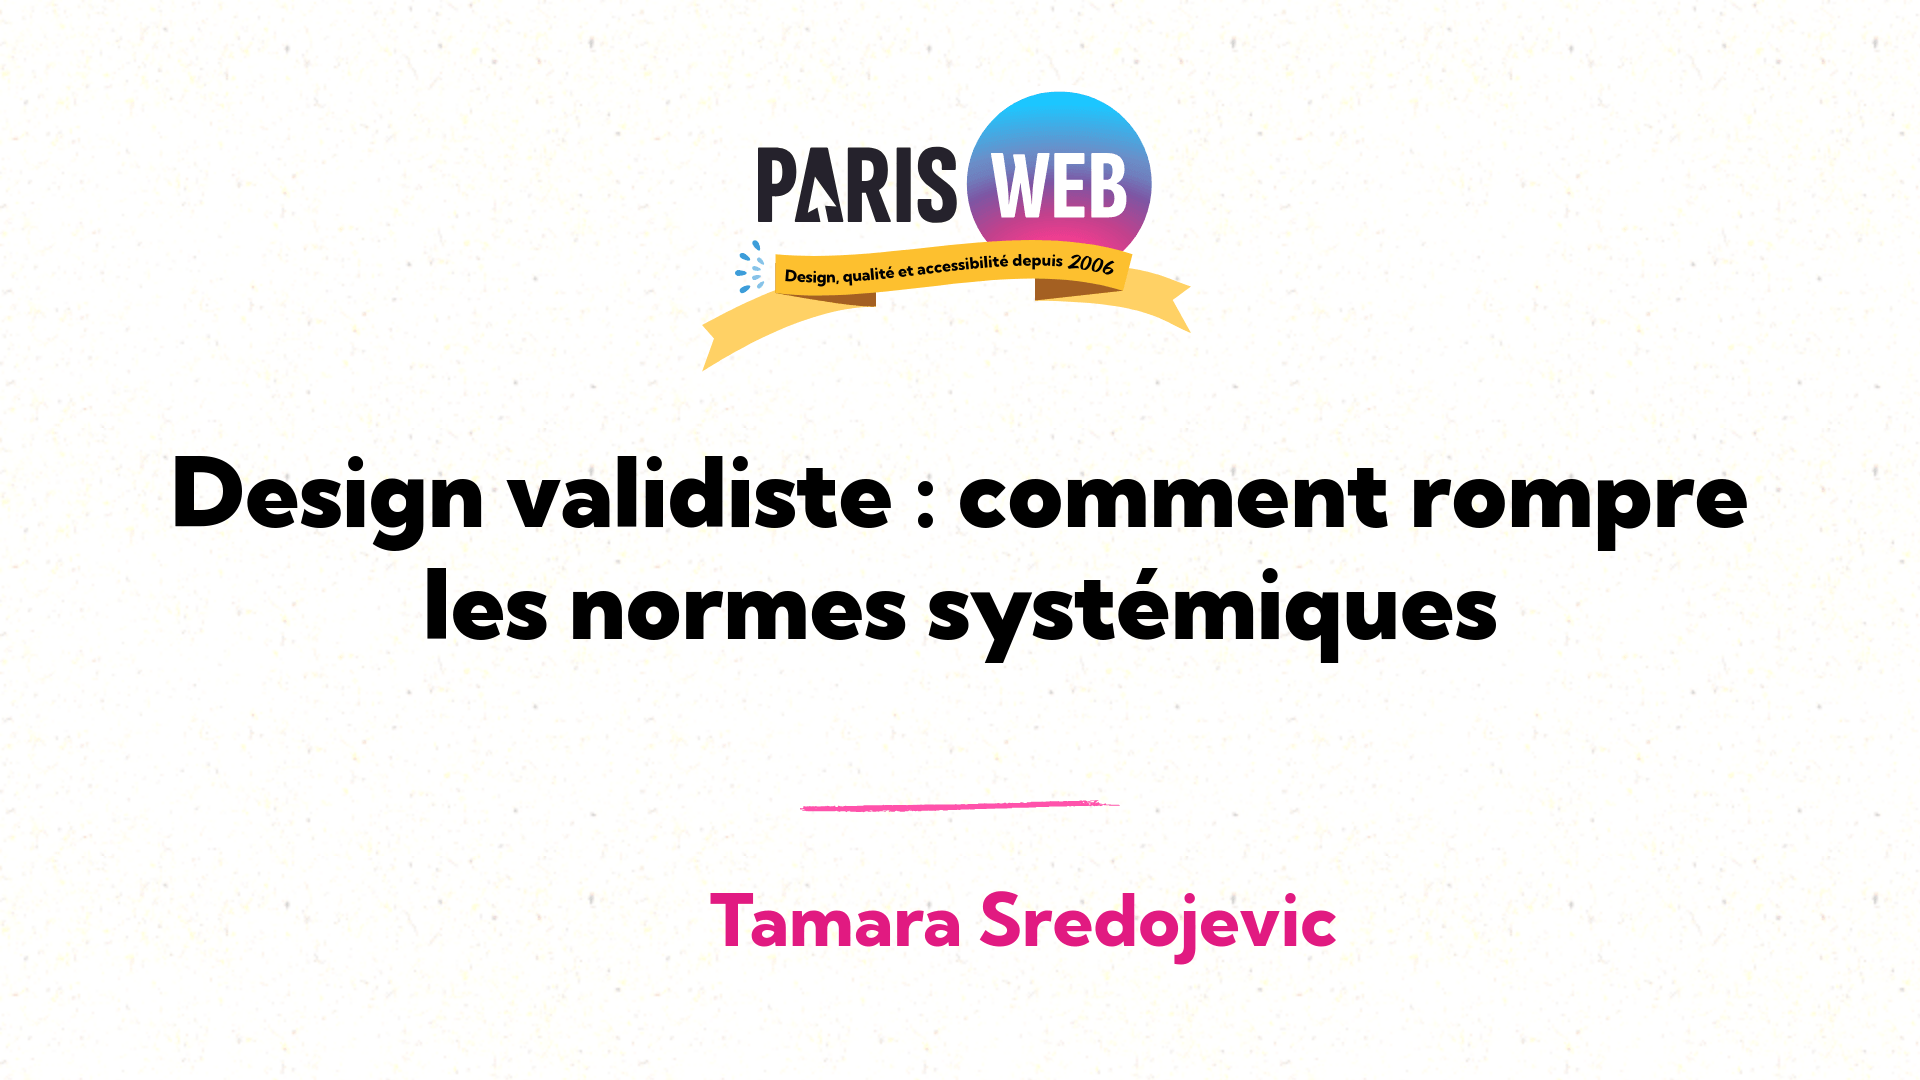 PARIS WEB
Design, qualité et accessibilité depuis 2006
Design validiste : comment rompre
les normes systémiques
Tamara Sredojevic